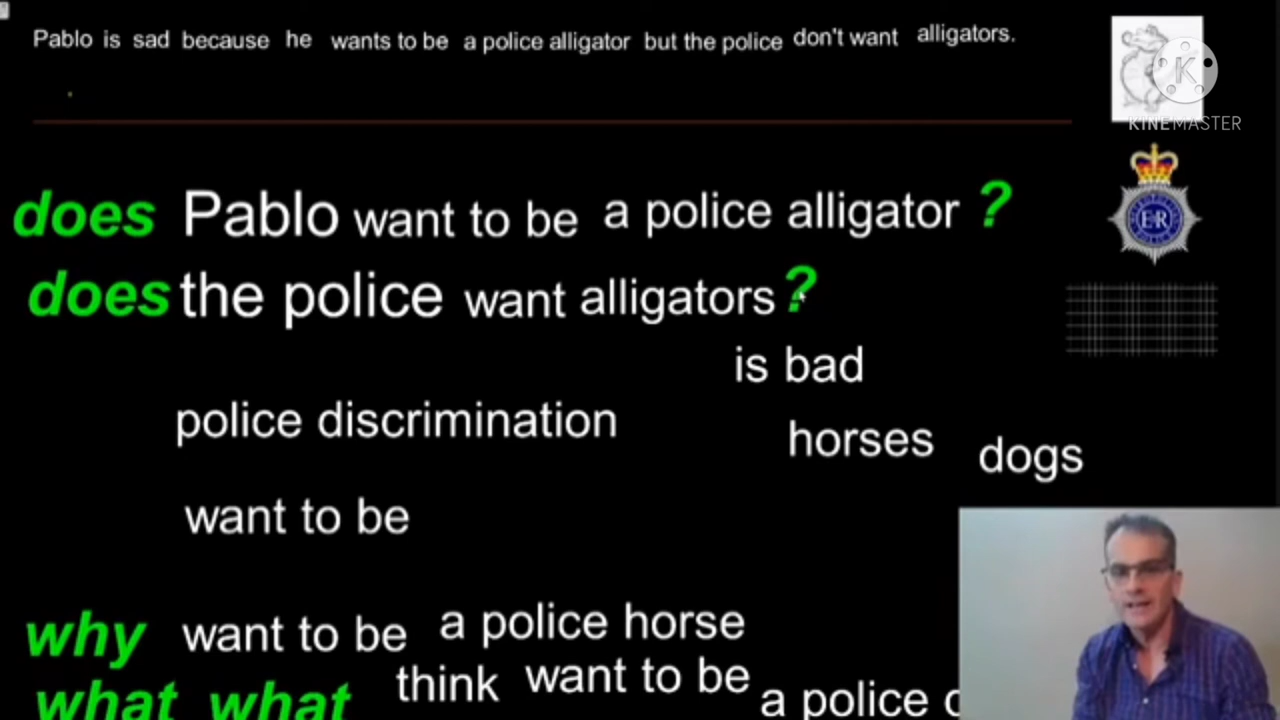 Pablo is sad because he wants to be a police alligator but the police don't want alligators.
KINEMASTER
does Pablo want to be a police alligator ?
E R
does the police want alligators ?
is bad
police discrimination
horses dogs
want to be
why want to be a police horse
what what think want to be a police